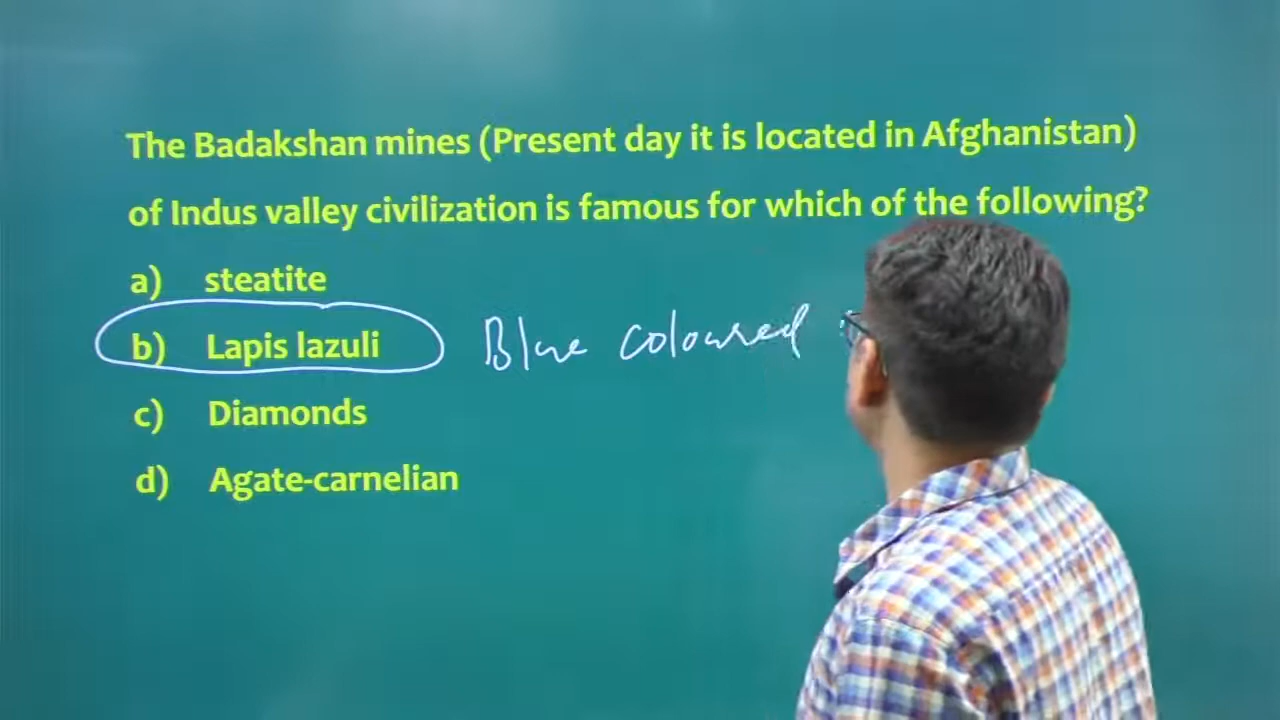 The Badakshan mines (Present day it is located in Afghanistan)
of Indus valley civilization is famous for which of the following?
a) steatite
b) Lapis lazuli Blue coloured
c) Diamonds
d) Agate-carnelian